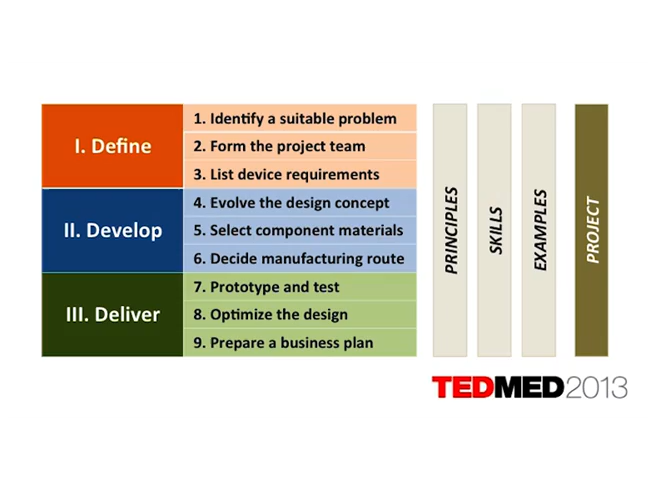 I. Define
1. Identify a suitable problem
2. Form the project team
3. List device requirements
II. Develop
4. Evolve the design concept
5. Select component materials
6. Decide manufacturing route
III. Deliver
7. Prototype and test
8. Optimize the design
9. Prepare a business plan
PRINCIPLES
SKILLS
EXAMPLES
PROJECT
TEDMED2013